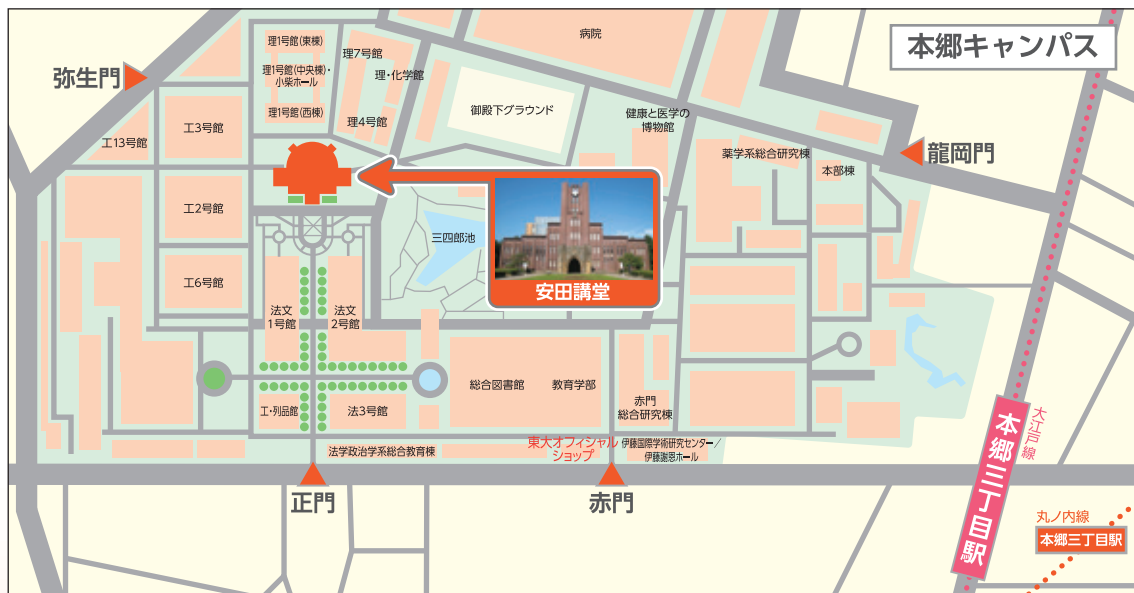 本郷キャンパス
病院
理1号館(東棟)
理7号館
理1号館(中央棟)・
小柴ホール
理・化学館
弥生門
理1号館(西棟)
御殿下グラウンド
健康と医学の
博物館
理4号館
工3号館
工13号館
薬学系総合研究棟
龍岡門
本部棟
工2号館
三四郎池
工6号館
安田講堂
法文
1号館
法文
2号館
総合図書館
教育学部
工・列品館
法3号館
赤門
総合研究棟
東大オフィシャル
ショップ
伊藤国際学術研究センター/
伊藤謝恩ホール
法学政治学系総合教育棟
正門
赤門
大江戸線
本郷三丁目駅
丸ノ内線
本郷三丁目駅